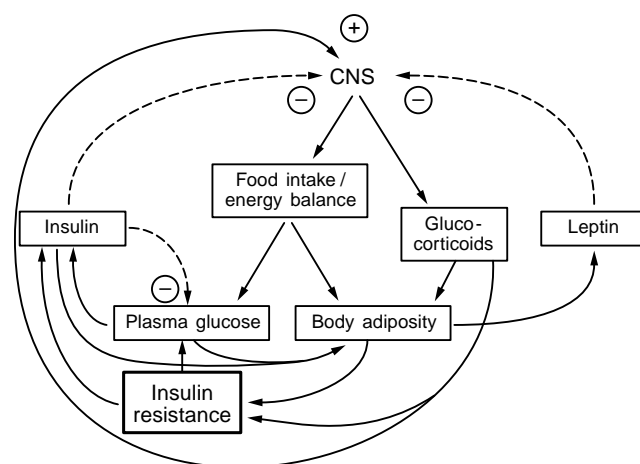 +
CNS
−
−
Food intake /
energy balance
Insulin
Gluco-
corticoids
Leptin
−
Plasma glucose
Body adiposity
Insulin
resistance